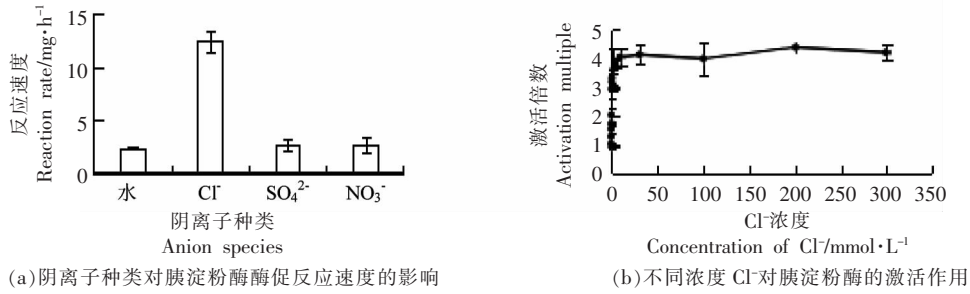 反应速度
Reaction rate/mg·h⁻¹
15
10
5
0
水
Cl⁻
SO₄²⁻
NO₃⁻
阴离子种类
Anion species
(a)阴离子种类对胰淀粉酶酶促反应速度的影响
激活倍数
Activation multiple
5
4
3
2
1
0
50
100
150
200
250
300
350
Cl⁻浓度
Concentration of Cl⁻/mmol·L⁻¹
(b)不同浓度 Cl⁻对胰淀粉酶的激活作用